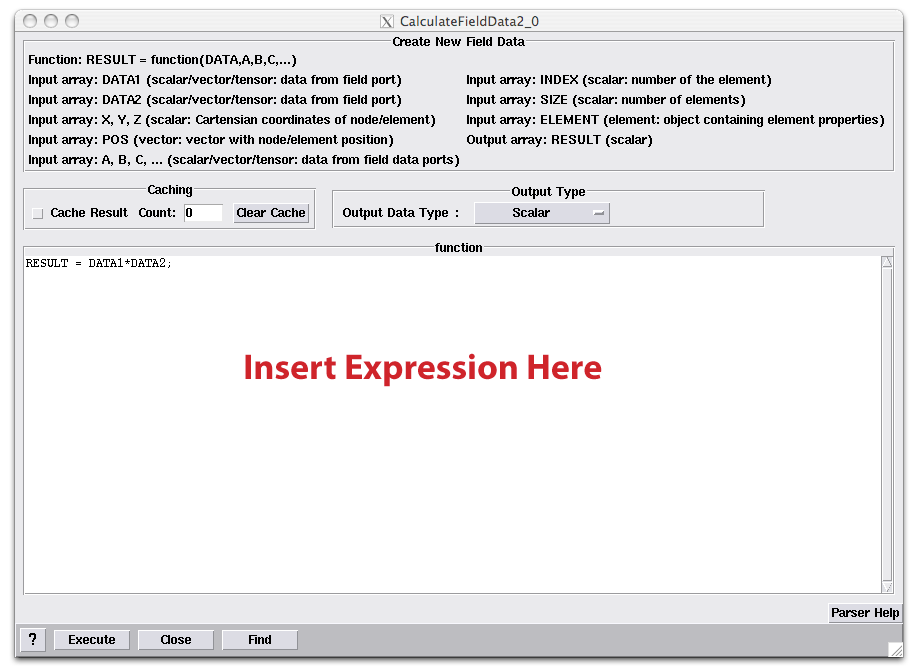 CalculateFieldData2_0
Create New Field Data
Function: RESULT = function(DATA,A,B,C,...)
Input array: DATA1 (scalar/vector/tensor: data from field port)
Input array: INDEX (scalar: number of the element)
Input array: DATA2 (scalar/vector/tensor: data from field port)
Input array: SIZE (scalar: number of elements)
Input array: X, Y, Z (scalar: Cartensian coordinates of node/element)
Input array: ELEMENT (element: object containing element properties)
Input array: POS (vector: vector with node/element position)
Output array: RESULT (scalar)
Input array: A, B, C, ... (scalar/vector/tensor: data from field data ports)
Caching
Cache Result Count: 0 Clear Cache
Output Type
Output Data Type : Scalar
function
RESULT = DATA1*DATA2;
Insert Expression Here
Parser Help
? Execute Close Find